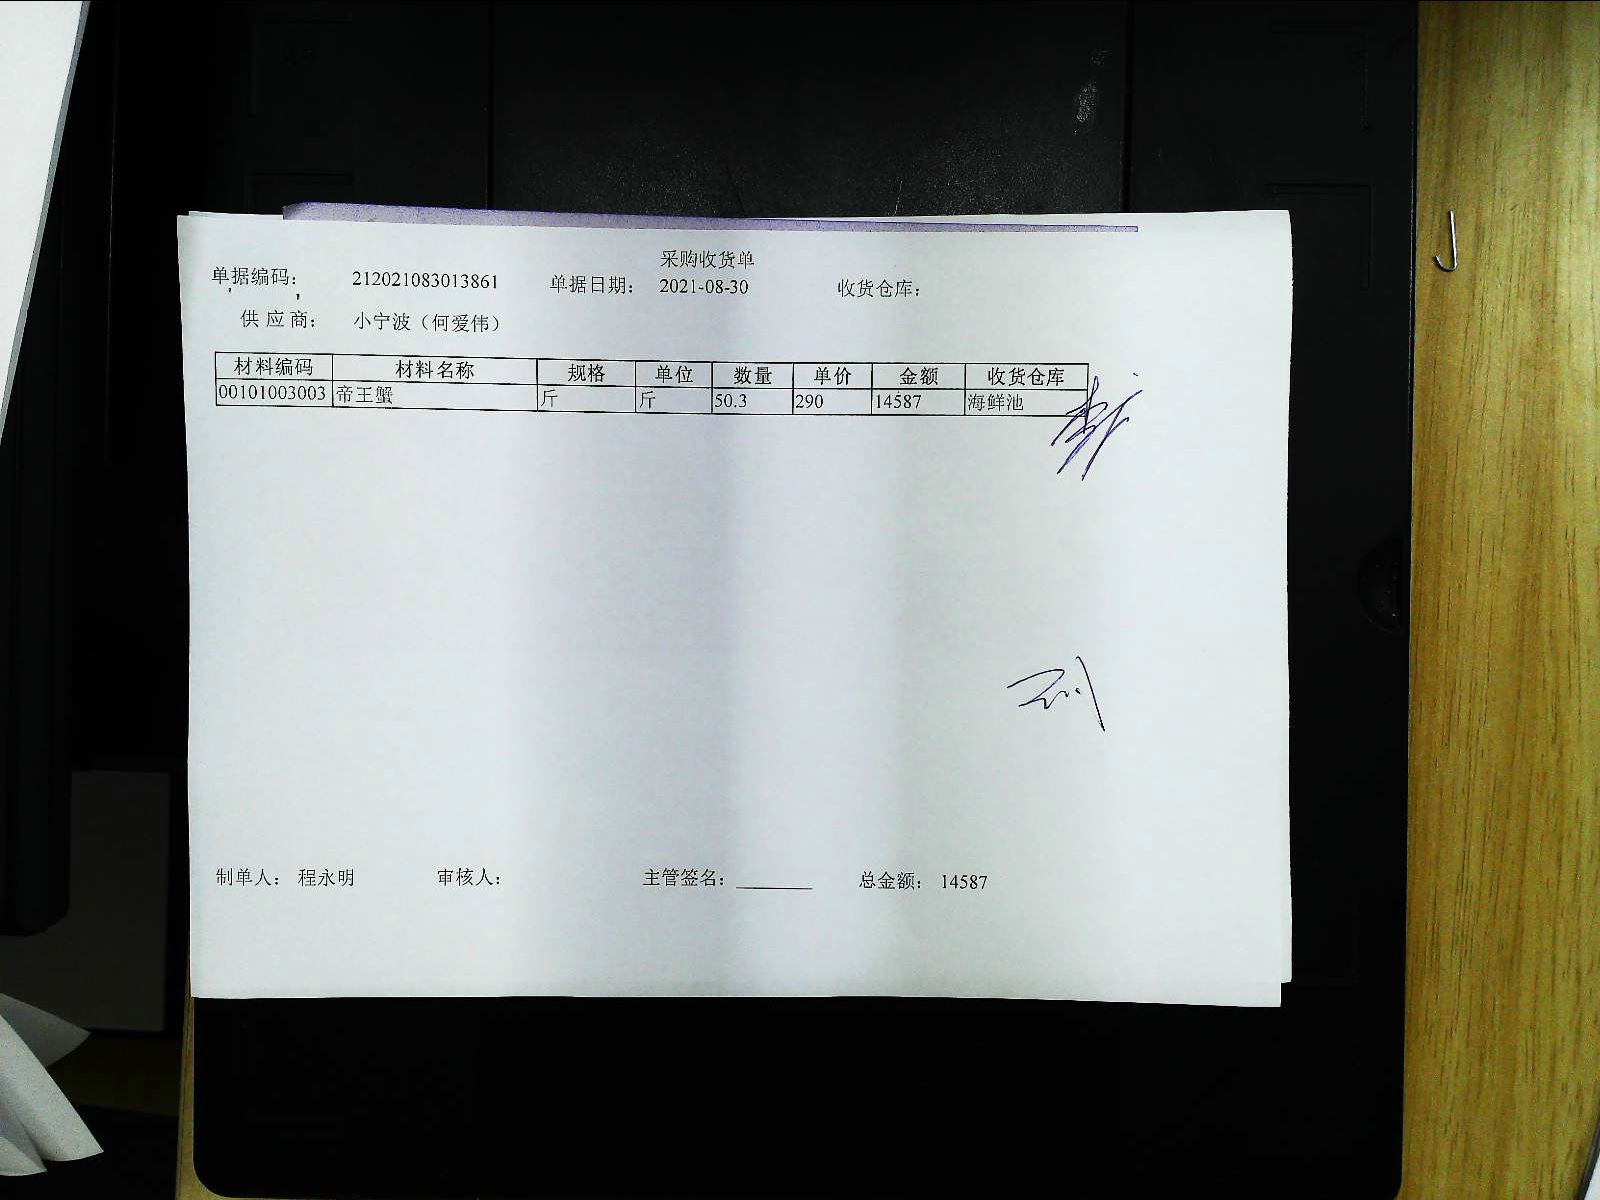 采购收货单
单据编码： 212021083013861 单据日期： 2021-08-30 收货仓库：
供应商： 小宁波（何爱伟）
材料编码 材料名称 规格 单位 数量 单价 金额 收货仓库
00101003003 帝王蟹 斤 斤 50.3 290 14587 海鲜池
制单人： 程永明 审核人： 主管签名： 总金额： 14587